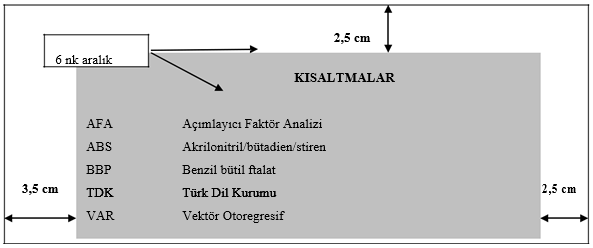 2,5 cm
6 nk aralık
KISALTMALAR
AFA Açımlayıcı Faktör Analizi
ABS Akrilonitril/bütadien/stiren
BBP Benzil bütil ftalat
3,5 cm TDK Türk Dil Kurumu 2,5 cm
VAR Vektör Otoregresif